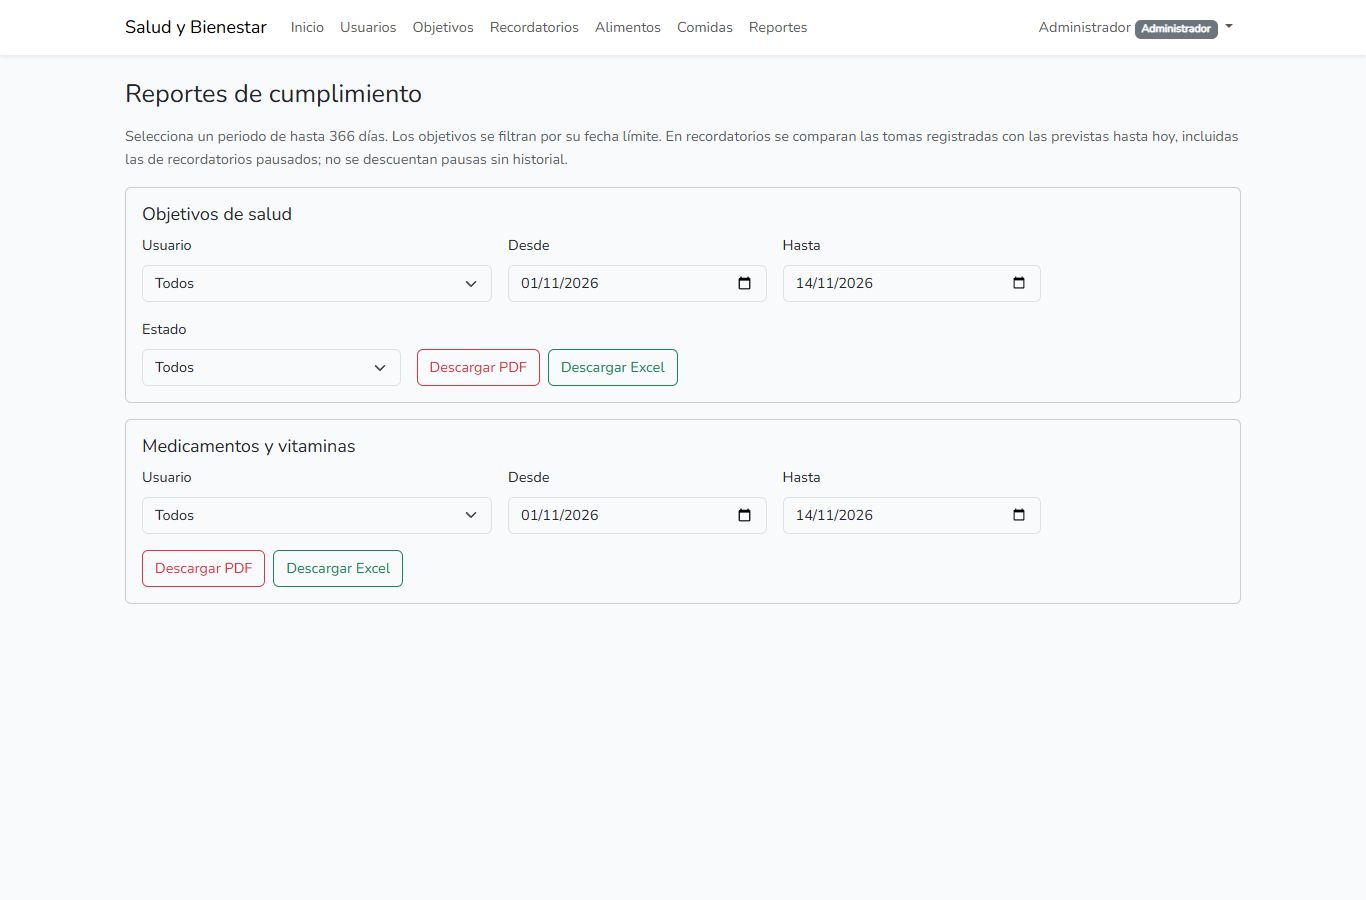 Salud y Bienestar Inicio Usuarios Objetivos Recordatorios Alimentos Comidas Reportes Administrador Administrador
Reportes de cumplimiento
Selecciona un periodo de hasta 366 días. Los objetivos se filtran por su fecha límite. En recordatorios se comparan las tomas registradas con las previstas hasta hoy, incluidas
las de recordatorios pausados; no se descuentan pausas sin historial.
Objetivos de salud
Usuario Desde Hasta
Todos 01/11/2026 14/11/2026
Estado
Todos Descargar PDF Descargar Excel
Medicamentos y vitaminas
Usuario Desde Hasta
Todos 01/11/2026 14/11/2026
Descargar PDF Descargar Excel